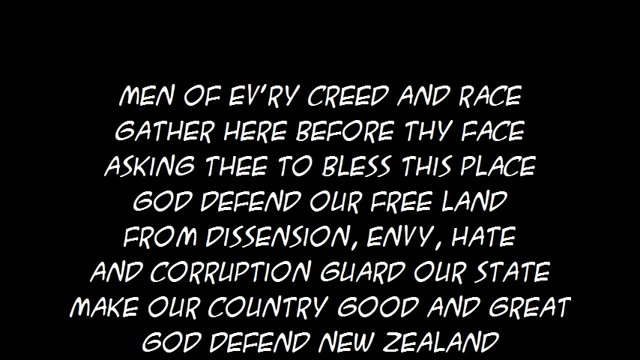 MEN OF EV'RY CREED AND RACE
GATHER HERE BEFORE THY FACE
ASKING THEE TO BLESS THIS PLACE
GOD DEFEND OUR FREE LAND
FROM DISSENSION, ENVY, HATE
AND CORRUPTION GUARD OUR STATE
MAKE OUR COUNTRY GOOD AND GREAT
GOD DEFEND NEW ZEALAND